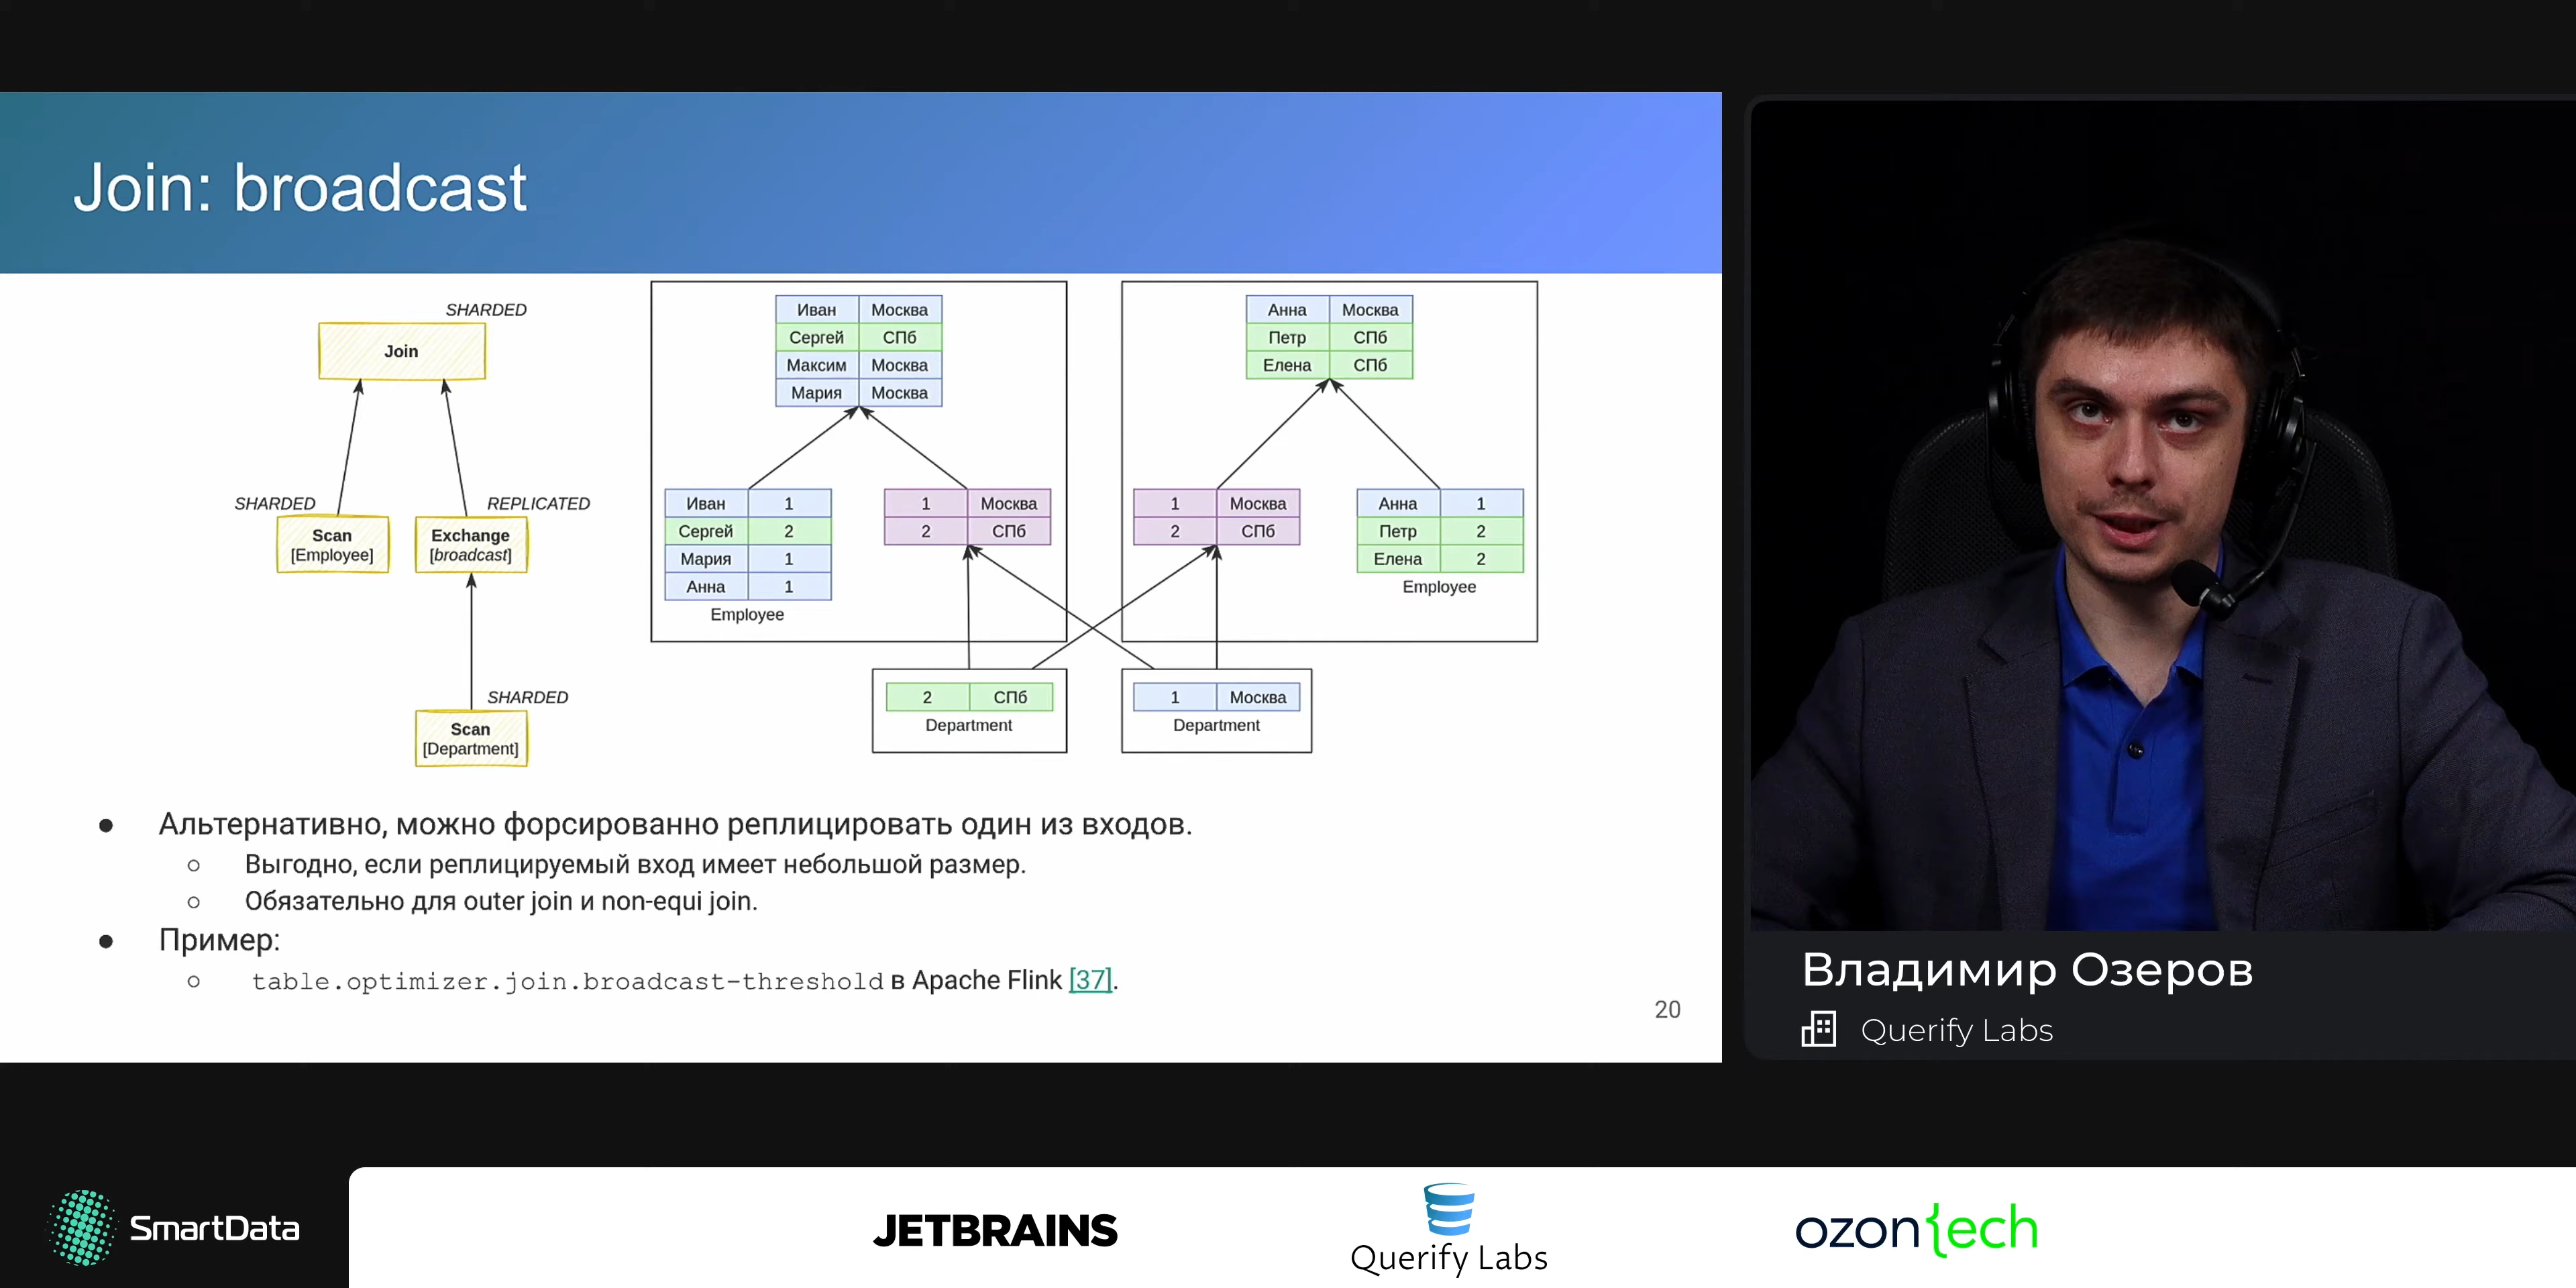 Join: broadcast
SHARDED
Join
SHARDED
REPLICATED
Scan
[Employee]
Exchange
[broadcast]
SHARDED
Scan
[Department]
Иван Москва
Сергей СПб
Максим Москва
Мария Москва
Иван 1
Сергей 2
Мария 1
Анна 1
Employee
1 Москва
2 СПб
Анна Москва
Петр СПб
Елена СПб
1 Москва
2 СПб
Анна 1
Петр 2
Елена 2
Employee
2 СПб
Department
1 Москва
Department
● Альтернативно, можно форсированно реплицировать один из входов.
○ Выгодно, если реплицируемый вход имеет небольшой размер.
○ Обязательно для outer join и non-equi join.
● Пример:
○ table.optimizer.join.broadcast-threshold в Apache Flink [37].
20
Владимир Озеров
Querify Labs
SmartData
JETBRAINS
Querify Labs
ozon{ech